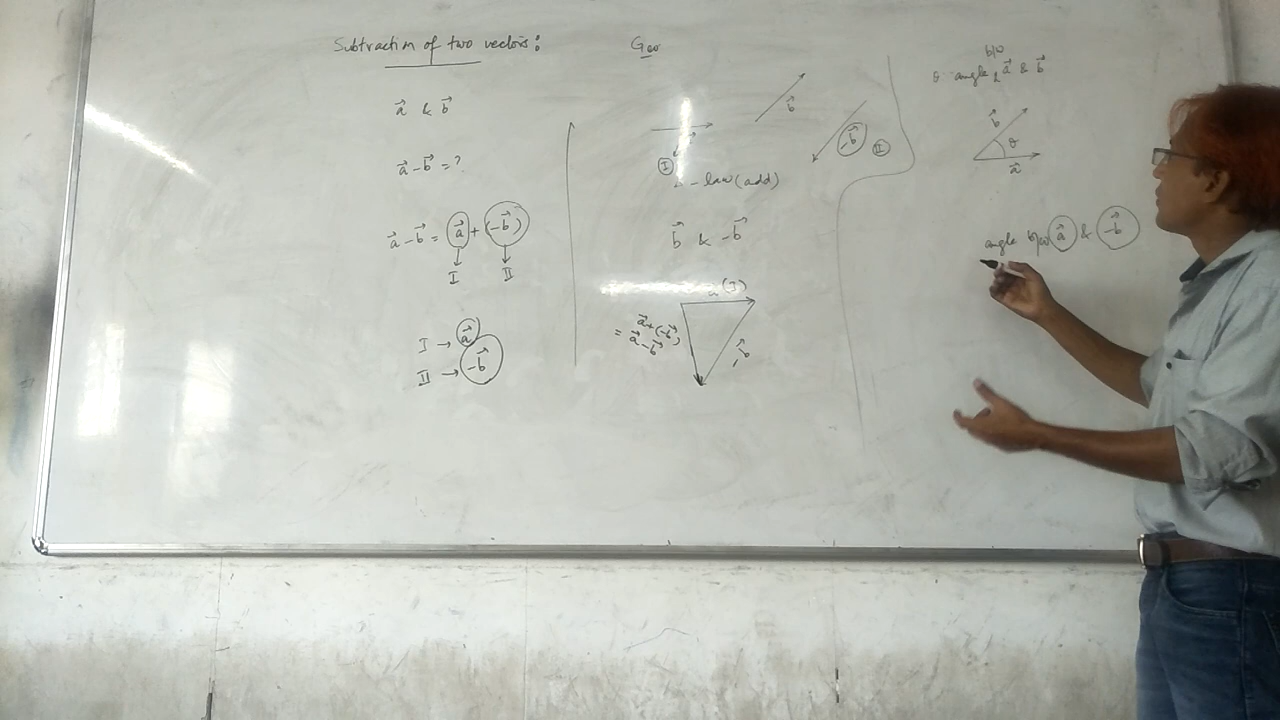 Subtraction of two vectors:
a⃗ & b⃗
a⃗ - b⃗ = ?
a⃗ - b⃗ = a⃗ + (-b⃗)
I II
I → a⃗
II → -b⃗
Geo
b⃗
-b⃗ II
I
- law (add)
b⃗ & -b⃗
a⃗ (I)
a⃗ + (-b⃗)
= a⃗ - b⃗
-b⃗
b/w
θ angle a⃗ & b⃗
b⃗
θ
a⃗
angle b/w a⃗ & -b⃗